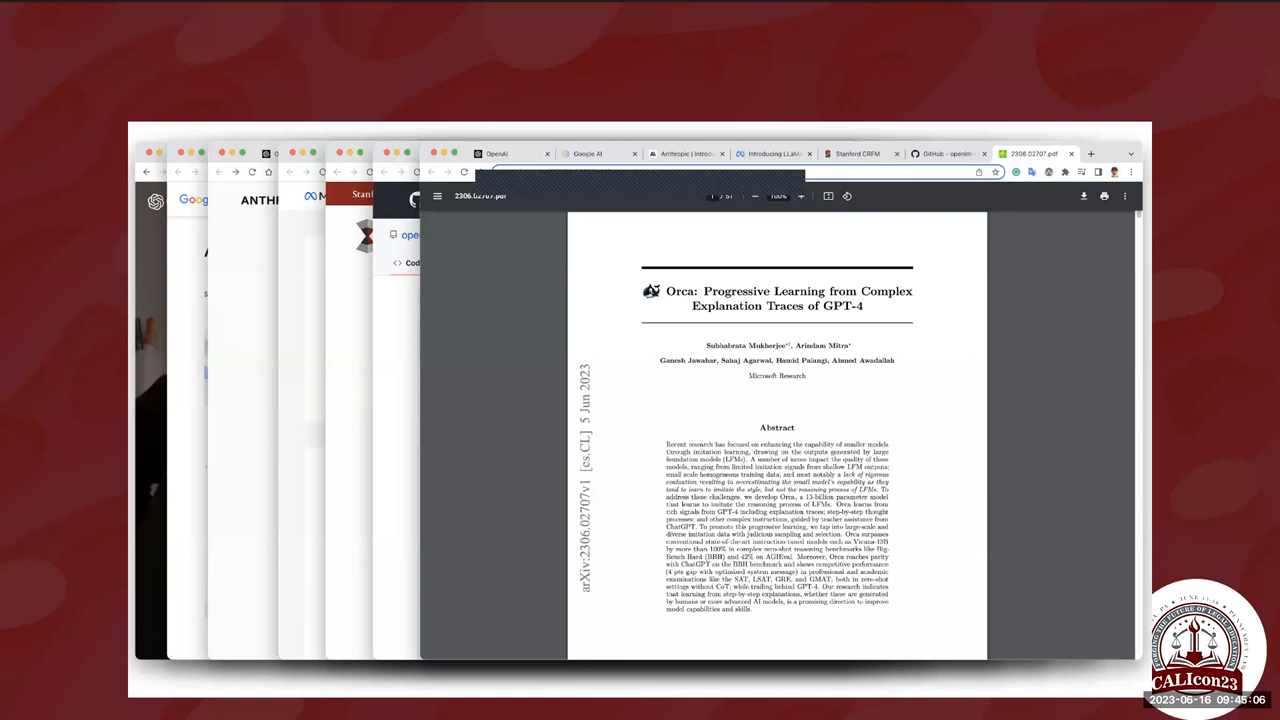 OpenAI
Google AI
Anthropic | Introd
Introducing LLaM
Stanford CRFM
GitHub - openlm-
2306.02707.pdf
2306.02707.pdf
1 / 51
100%
Goog
ANTH
M
Stanf
ope
Cod
Orca: Progressive Learning from Complex
Explanation Traces of GPT-4
Subhabrata Mukherjee*†, Arindam Mitra*
Ganesh Jawahar, Sahaj Agarwal, Hamid Palangi, Ahmed Awadallah
Microsoft Research
arXiv:2306.02707v1 [cs.CL] 5 Jun 2023
Abstract
Recent research has focused on enhancing the capability of smaller models
through imitation learning, drawing on the outputs generated by large
foundation models (LFMs). A number of issues impact the quality of these
models, ranging from limited imitation signals from shallow LFM outputs;
small scale homogeneous training data; and most notably a lack of rigorous
evaluation resulting in overestimating the small model's capability as they
tend to learn to imitate the style, but not the reasoning process of LFMs. To
address these challenges, we develop Orca, a 13-billion parameter model
that learns to imitate the reasoning process of LFMs. Orca learns from
rich signals from GPT-4 including explanation traces; step-by-step thought
processes; and other complex instructions, guided by teacher assistance from
ChatGPT. To promote this progressive learning, we tap into large-scale and
diverse imitation data with judicious sampling and selection. Orca surpasses
conventional state-of-the-art instruction-tuned models such as Vicuna-13B
by more than 100% in complex zero-shot reasoning benchmarks like Big-
Bench Hard (BBH) and 42% on AGIEval. Moreover, Orca reaches parity
with ChatGPT on the BBH benchmark and shows competitive performance
(4 pts gap with optimized system message) in professional and academic
examinations like the SAT, LSAT, GRE, and GMAT, both in zero-shot
settings without CoT; while trailing behind GPT-4. Our research indicates
that learning from step-by-step explanations, whether these are generated
by humans or more advanced AI models, is a promising direction to improve
model capabilities and skills.
FORGING THE FUTURE OF LEGAL EDUCATION
CALIcon23
2023-06-16 09:45:06